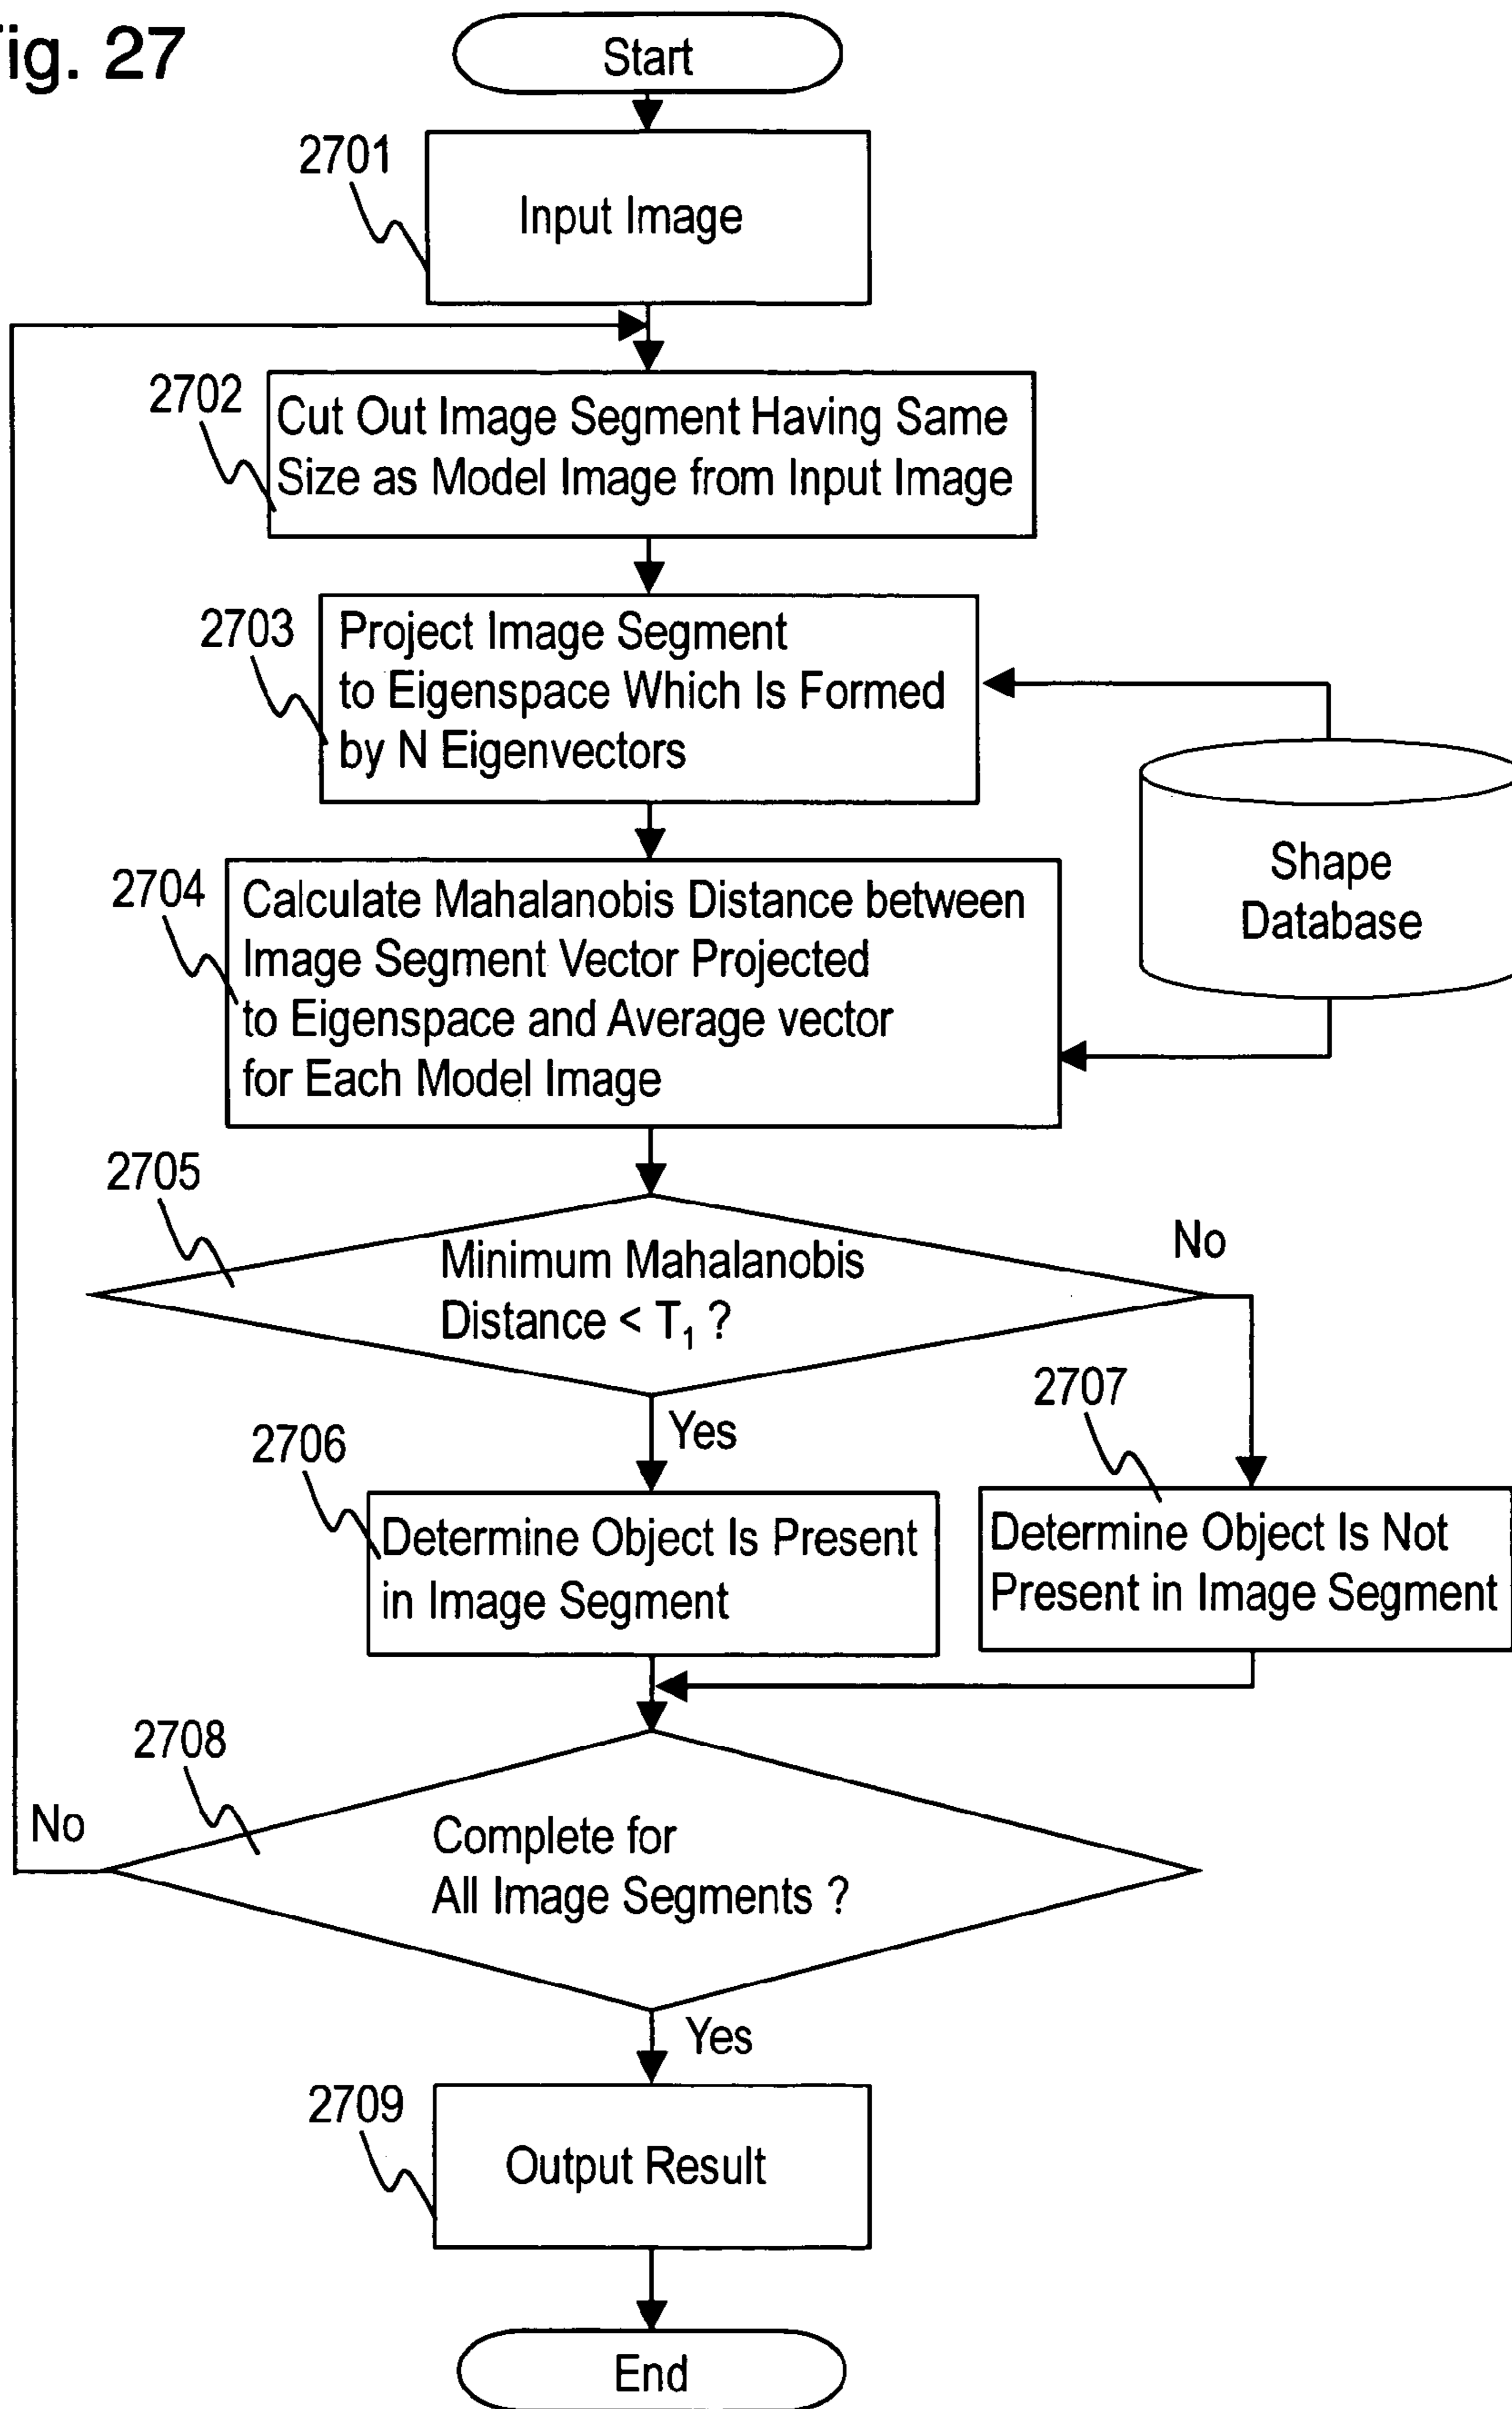 ig. 27
Start
2701
Input Image
2702
Cut Out Image Segment Having Same
Size as Model Image from Input Image
2703
Project Image Segment
to Eigenspace Which Is Formed
by N Eigenvectors
Shape
Database
2704
Calculate Mahalanobis Distance between
Image Segment Vector Projected
to Eigenspace and Average vector
for Each Model Image
2705
Minimum Mahalanobis
Distance < T₁ ?
No
Yes
2706
Determine Object Is Present
in Image Segment
2707
Determine Object Is Not
Present in Image Segment
2708
No
Complete for
All Image Segments ?
Yes
2709
Output Result
End